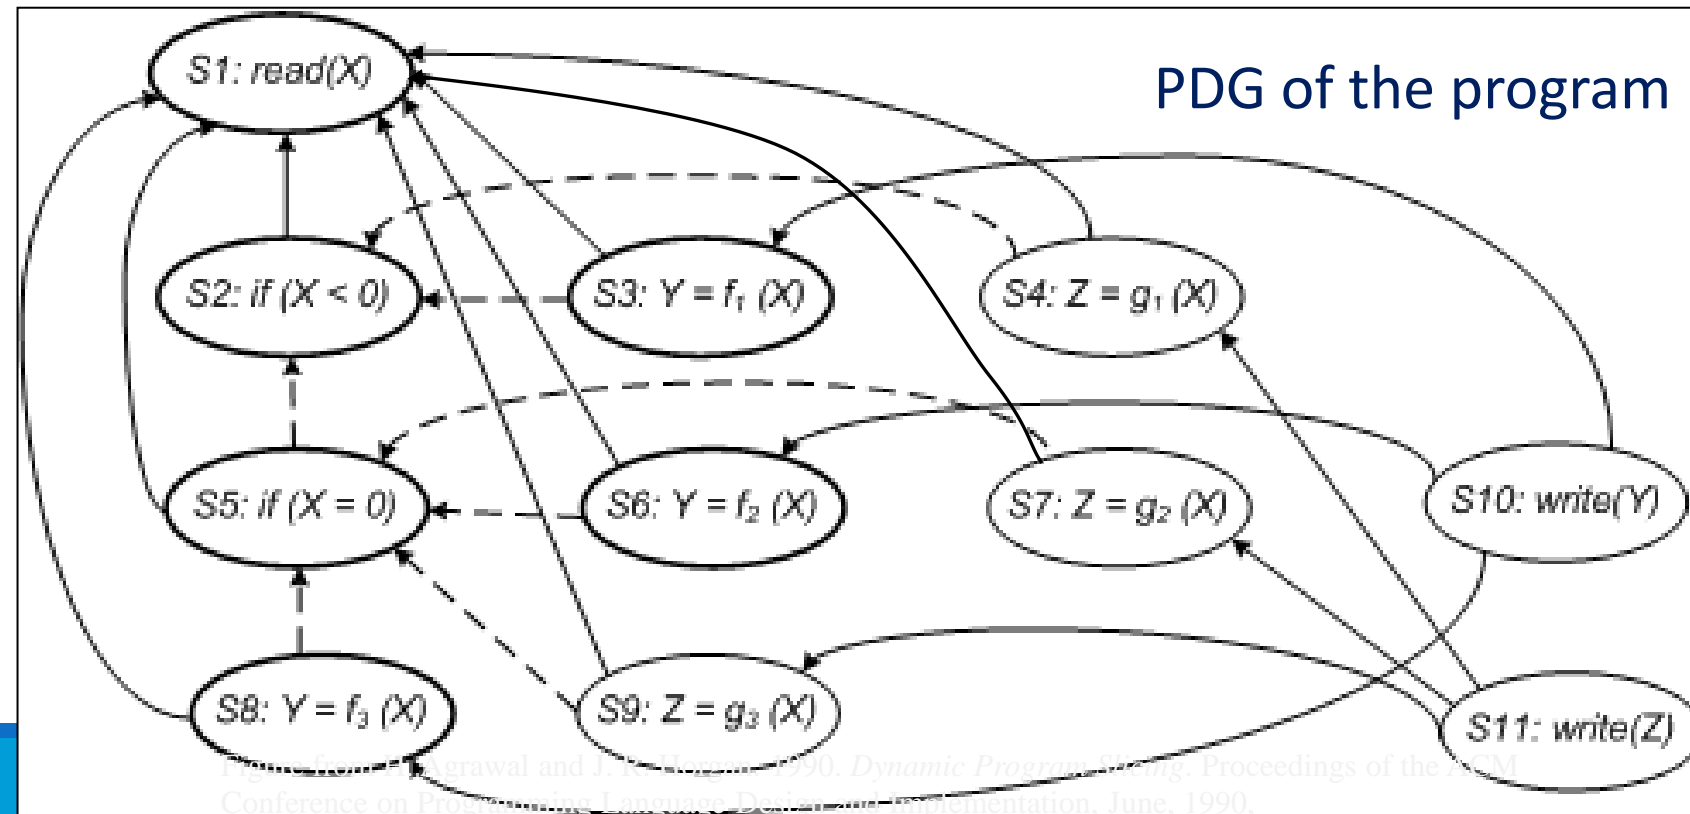 S1: read(X)
PDG of the program
S2: if (X < 0)
S3: Y = f₁ (X)
S4: Z = g₁ (X)
S5: if (X = 0)
S6: Y = f₂ (X)
S7: Z = g₂ (X)
S10: write(Y)
S8: Y = f₃ (X)
S9: Z = g₃ (X)
S11: write(Z)
Figure from H. Agrawal and J. R. Horgan, 1990. Dynamic Program Slicing. Proceedings of the ACM
Conference on Programming Language Design and Implementation, June, 1990,